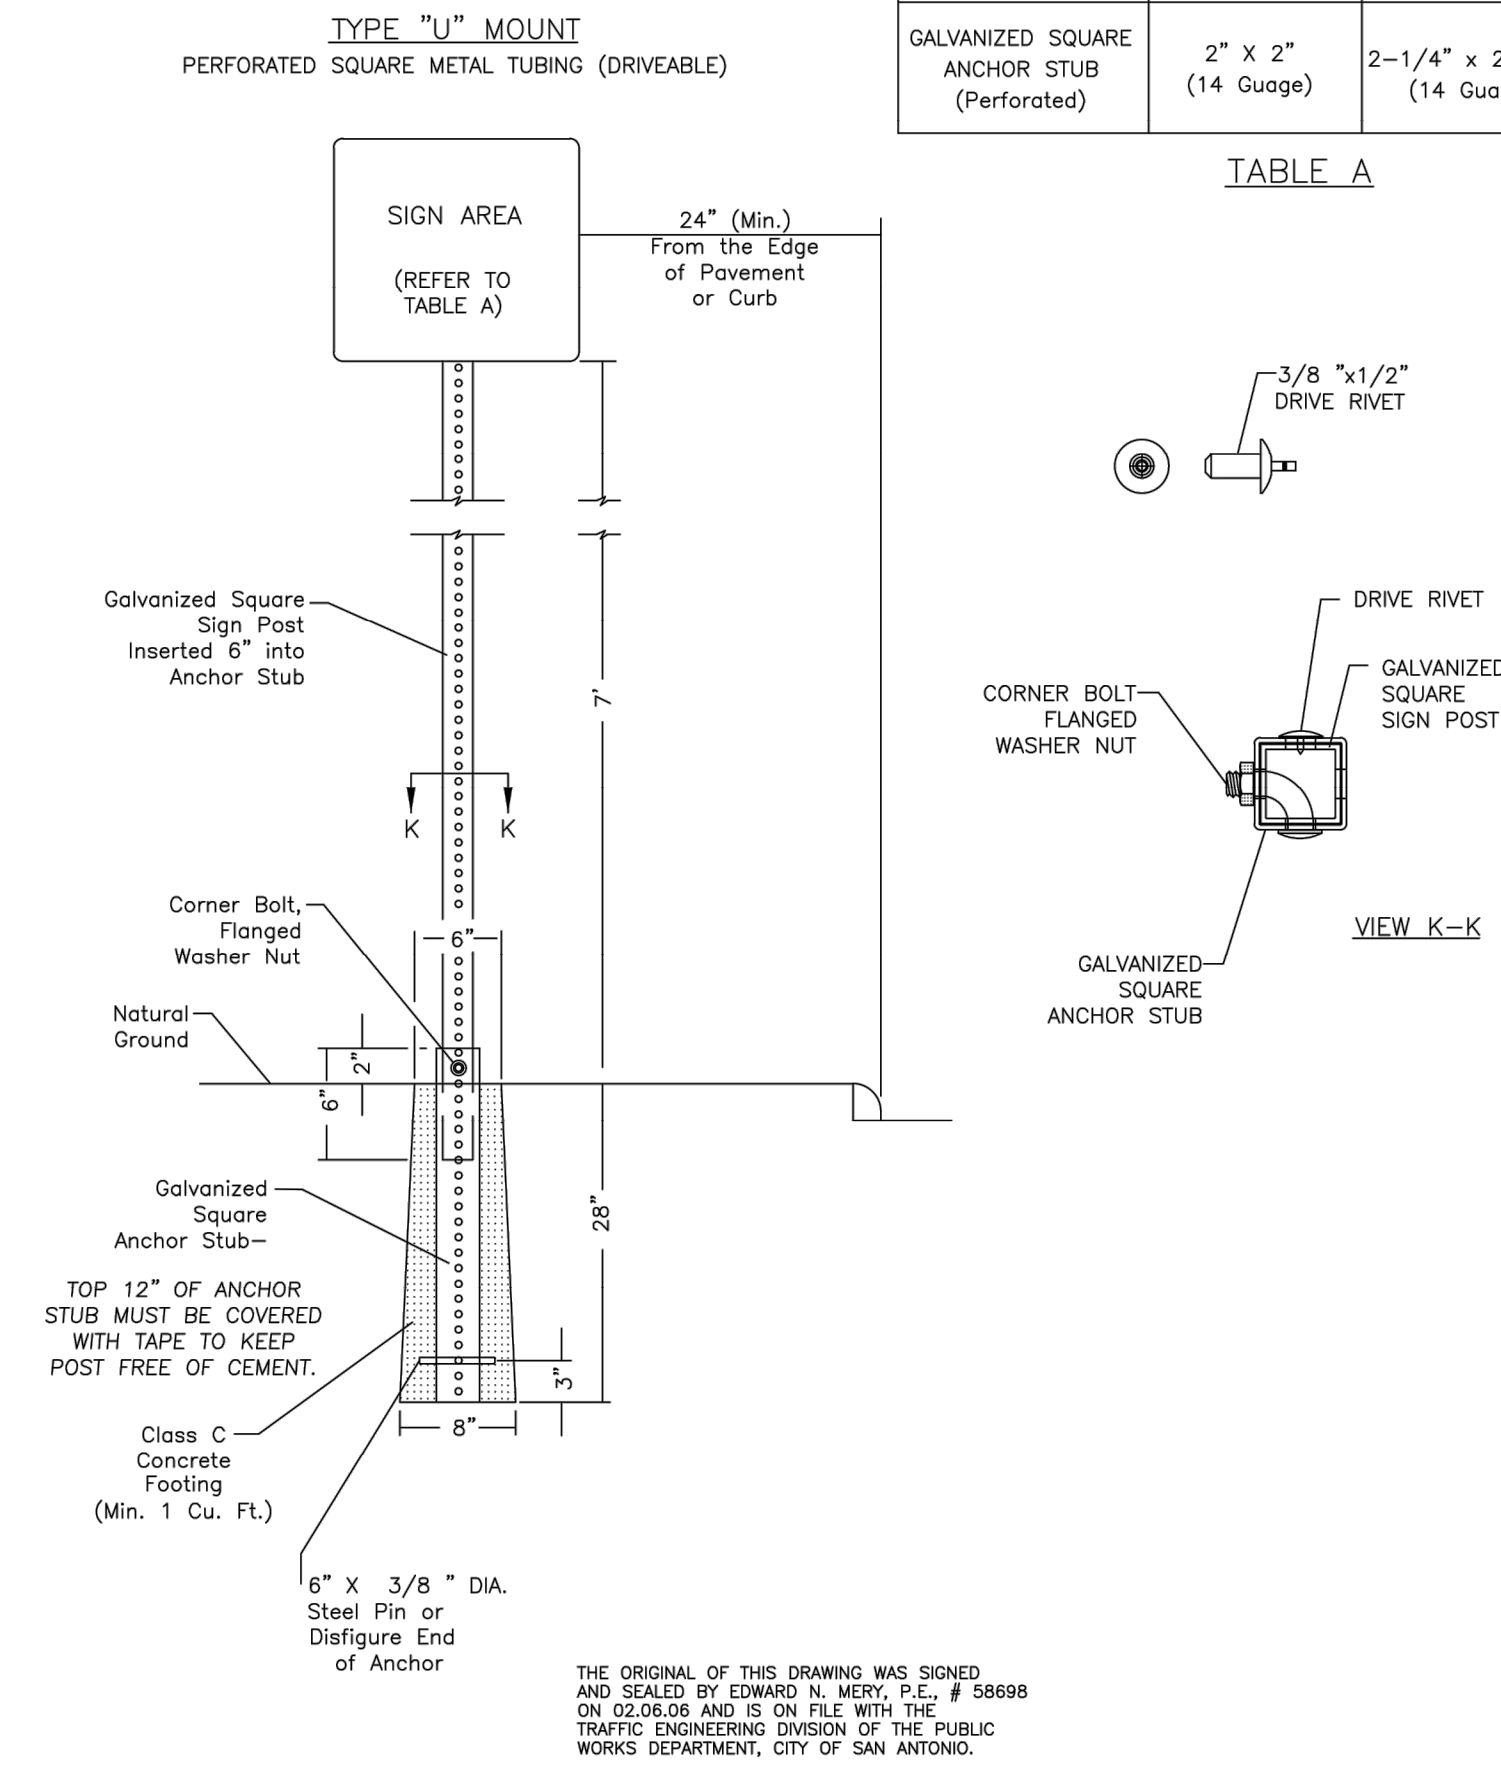 TYPE "U" MOUNT
PERFORATED SQUARE METAL TUBING (DRIVEABLE)
GALVANIZED SQUARE
ANCHOR STUB
(Perforated)
2" X 2"
(14 Guage)
2-1/4" x 2
(14 Gua
TABLE A
SIGN AREA
(REFER TO
TABLE A)
24" (Min.)
From the Edge
of Pavement
or Curb
3/8 "x1/2"
DRIVE RIVET
Galvanized Square
Sign Post
Inserted 6" into
Anchor Stub
7'
DRIVE RIVET
GALVANIZED
SQUARE
SIGN POST
CORNER BOLT
FLANGED
WASHER NUT
K K
Corner Bolt,
Flanged
Washer Nut
6"
VIEW K-K
GALVANIZED
SQUARE
ANCHOR STUB
Natural
Ground
2"
6"
Galvanized
Square
Anchor Stub-
28"
TOP 12" OF ANCHOR
STUB MUST BE COVERED
WITH TAPE TO KEEP
POST FREE OF CEMENT.
3"
8"
Class C
Concrete
Footing
(Min. 1 Cu. Ft.)
6" X 3/8 " DIA.
Steel Pin or
Disfigure End
of Anchor
THE ORIGINAL OF THIS DRAWING WAS SIGNED
AND SEALED BY EDWARD N. MERY, P.E., # 58698
ON 02.06.06 AND IS ON FILE WITH THE
TRAFFIC ENGINEERING DIVISION OF THE PUBLIC
WORKS DEPARTMENT, CITY OF SAN ANTONIO.